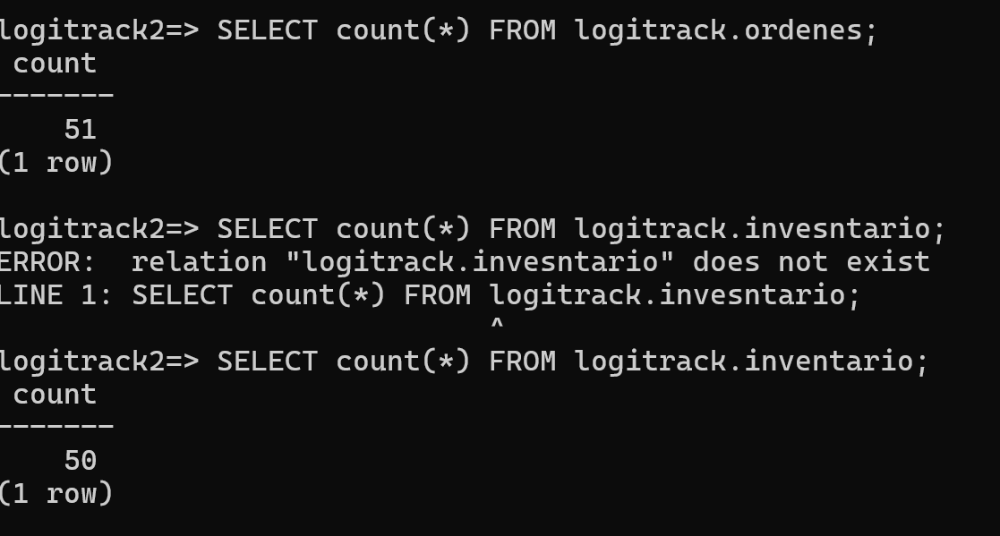 logitrack2=> SELECT count(*) FROM logitrack.ordenes;
 count
-------
    51
(1 row)

logitrack2=> SELECT count(*) FROM logitrack.invesntario;
ERROR:  relation "logitrack.invesntario" does not exist
LINE 1: SELECT count(*) FROM logitrack.invesntario;
                             ^
logitrack2=> SELECT count(*) FROM logitrack.inventario;
 count
-------
    50
(1 row)